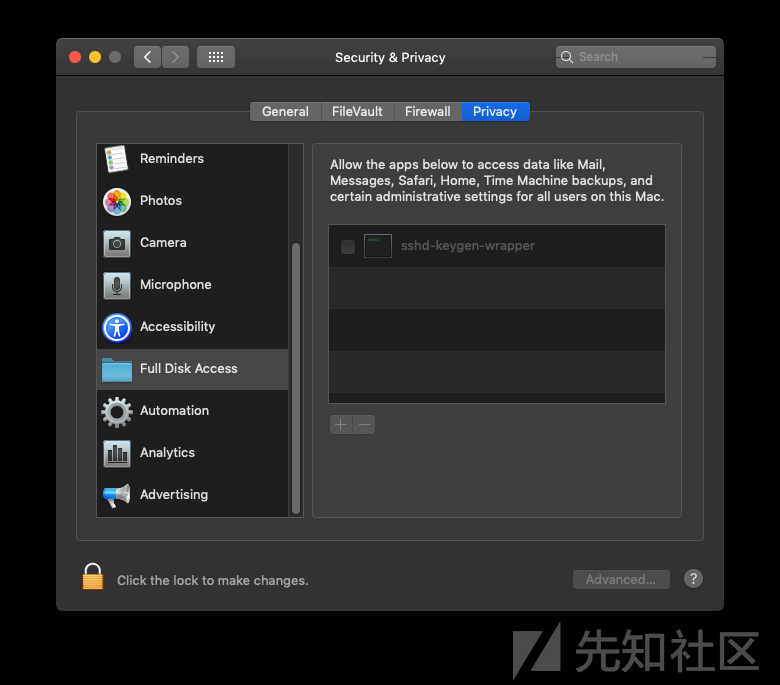 Security & Privacy
Search
General
FileVault
Firewall
Privacy
Reminders
Photos
Camera
Microphone
Accessibility
Full Disk Access
Automation
Analytics
Advertising
Allow the apps below to access data like Mail,
Messages, Safari, Home, Time Machine backups, and
certain administrative settings for all users on this Mac.
sshd-keygen-wrapper
Click the lock to make changes.
Advanced...
?
先知社区